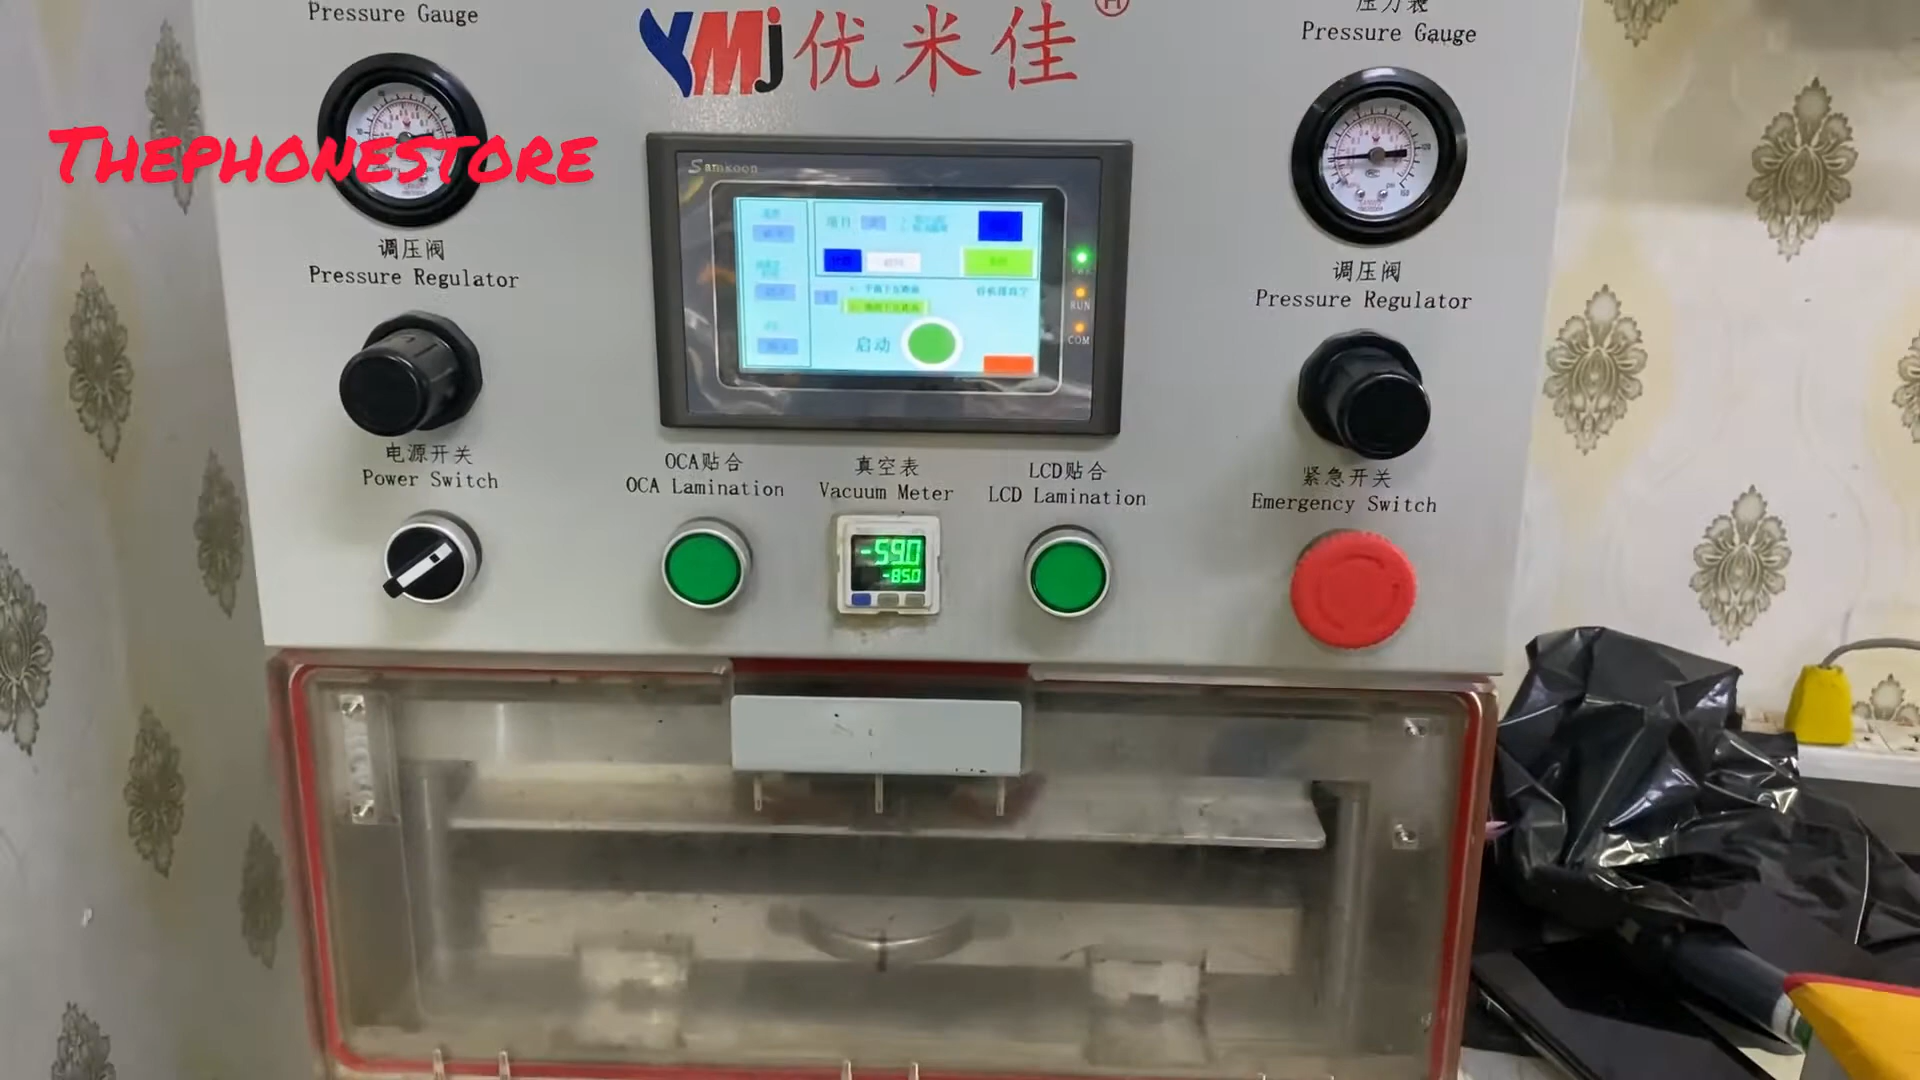 Pressure Gauge
YMj优米佳
压力表
Pressure Gauge
THEPHONESTORE
Samkoon
调压阀
Pressure Regulator
启动
RUN
COM
调压阀
Pressure Regulator
电源开关
Power Switch
OCA贴合
OCA Lamination
真空表
Vacuum Meter
LCD贴合
LCD Lamination
紧急开关
Emergency Switch
-59.0
-85.0